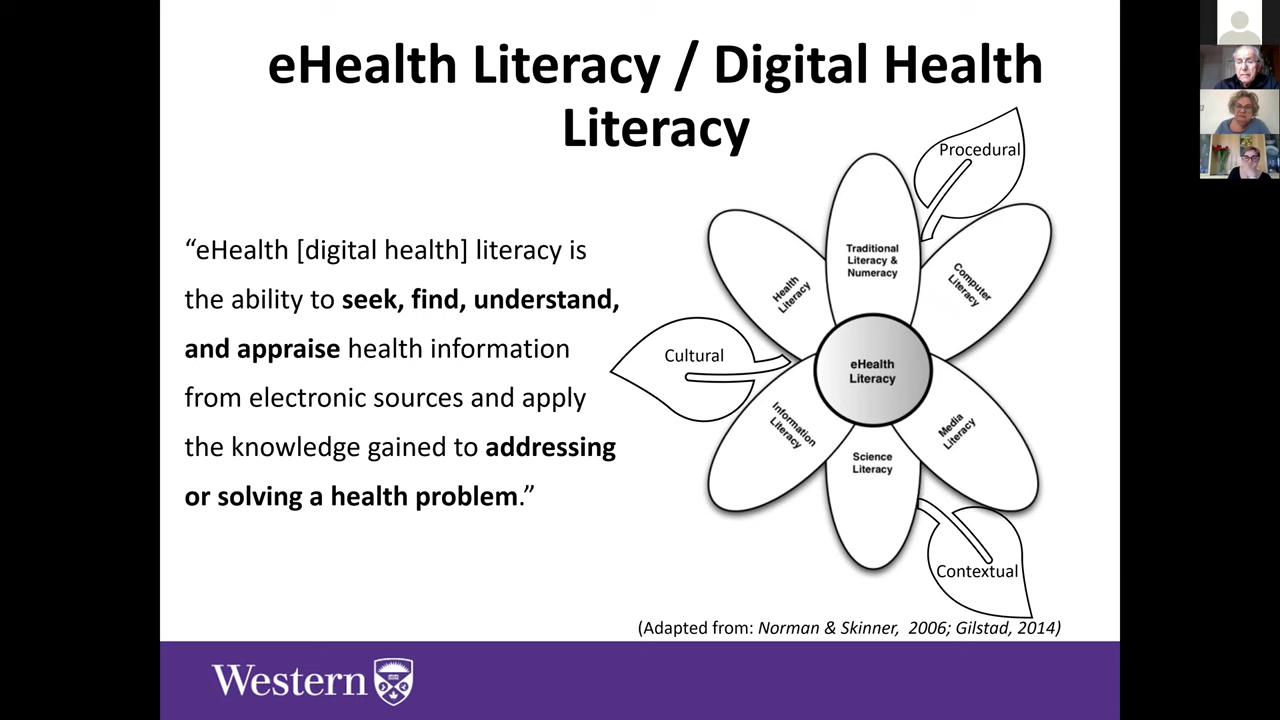 eHealth Literacy / Digital Health
Literacy
“eHealth [digital health] literacy is
the ability to seek, find, understand,
and appraise health information
from electronic sources and apply
the knowledge gained to addressing
or solving a health problem.”
Procedural
Traditional
Literacy &
Numeracy
Computer
Literacy
Health
Literacy
Cultural
eHealth
Literacy
Information
Literacy
Media
Literacy
Science
Literacy
Contextual
(Adapted from: Norman & Skinner, 2006; Gilstad, 2014)
Western